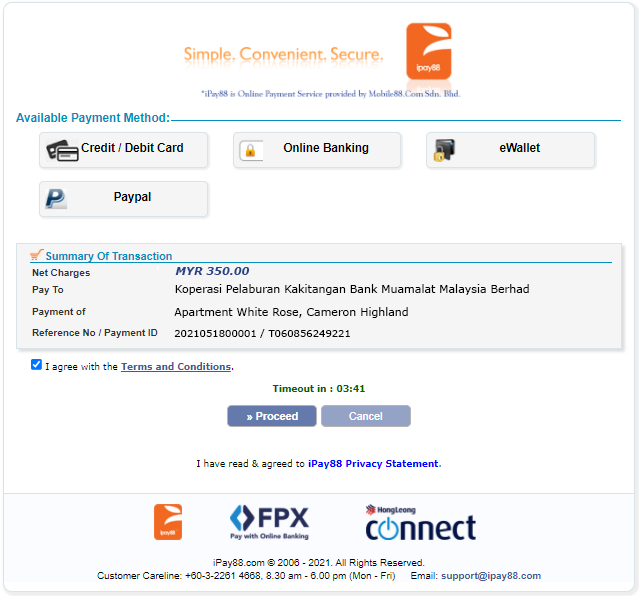 Simple. Convenient. Secure.
ipay88
*iPay88 is Online Payment Service provided by Mobile88.Com Sdn. Bhd.
Available Payment Method:
Credit / Debit Card
Online Banking
eWallet
Paypal
Summary Of Transaction
Net Charges MYR 350.00
Pay To Koperasi Pelaburan Kakitangan Bank Muamalat Malaysia Berhad
Payment of Apartment White Rose, Cameron Highland
Reference No / Payment ID 2021051800001 / T060856249221
I agree with the Terms and Conditions.
Timeout in : 03:41
» Proceed
Cancel
I have read & agreed to iPay88 Privacy Statement.
ipay88
FPX
Pay with Online Banking
HongLeong
connect
iPay88.com © 2006 - 2021. All Rights Reserved.
Customer Careline: +60-3-2261 4668, 8.30 am - 6.00 pm (Mon - Fri) Email: support@ipay88.com